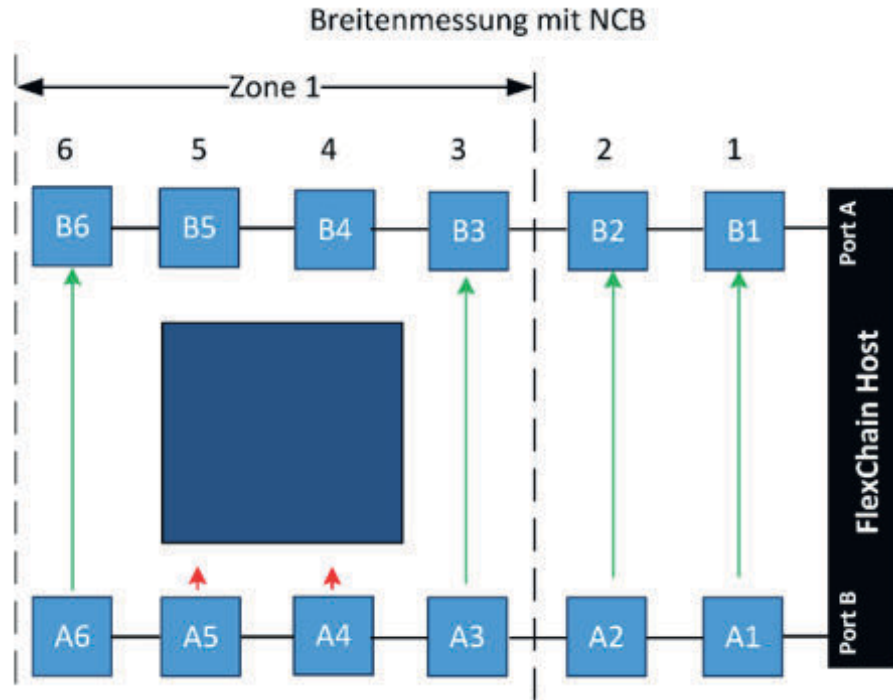 Breitenmessung mit NCB
Zone 1
6 5 4 3 2 1
B6 B5 B4 B3 B2 B1
Port A
FlexChain Host
Port B
A6 A5 A4 A3 A2 A1